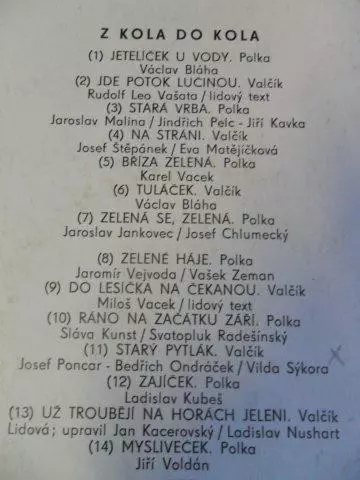 Z KOLA DO KOLA
(1) JETELÍČEK U VODY. Polka
Václav Bláha
(2) JDE POTOK LUČINOU. Valčík
Rudolf Leo Vašata / lidový text
(3) STARÁ VRBA. Polka
Jaroslav Malina / Jindřich Pelc - Jiří Kavka
(4) NA STRÁNI. Valčík
Josef Štěpánek / Eva Matějíčková
(5) BŘÍZA ZELENÁ. Polka
Karel Vacek
(6) TULÁČEK. Valčík
Václav Bláha
(7) ZELENÁ SE, ZELENÁ. Polka
Jaroslav Jankovec / Josef Chlumecký
(8) ZELENÉ HÁJE. Polka
Jaromír Vejvoda / Vašek Zeman
(9) DO LESÍČKA NA ČEKANOU. Valčík
Miloš Vacek / lidový text
(10) RÁNO NA ZAČÁTKU ZÁŘÍ. Polka
Sláva Kunst / Svatopluk Radešínský
(11) STARÝ PYTLÁK. Valčík
Josef Poncar - Bedřich Ondráček / Vilda Sýkora
(12) ZAJÍČEK. Polka
Ladislav Kubeš
(13) UŽ TROUBĚJÍ NA HORÁCH JELENI. Valčík
Lidová; upravil Jan Kacerovský / Ladislav Nushart
(14) MYSLIVEČEK. Polka
Jiří Voldán